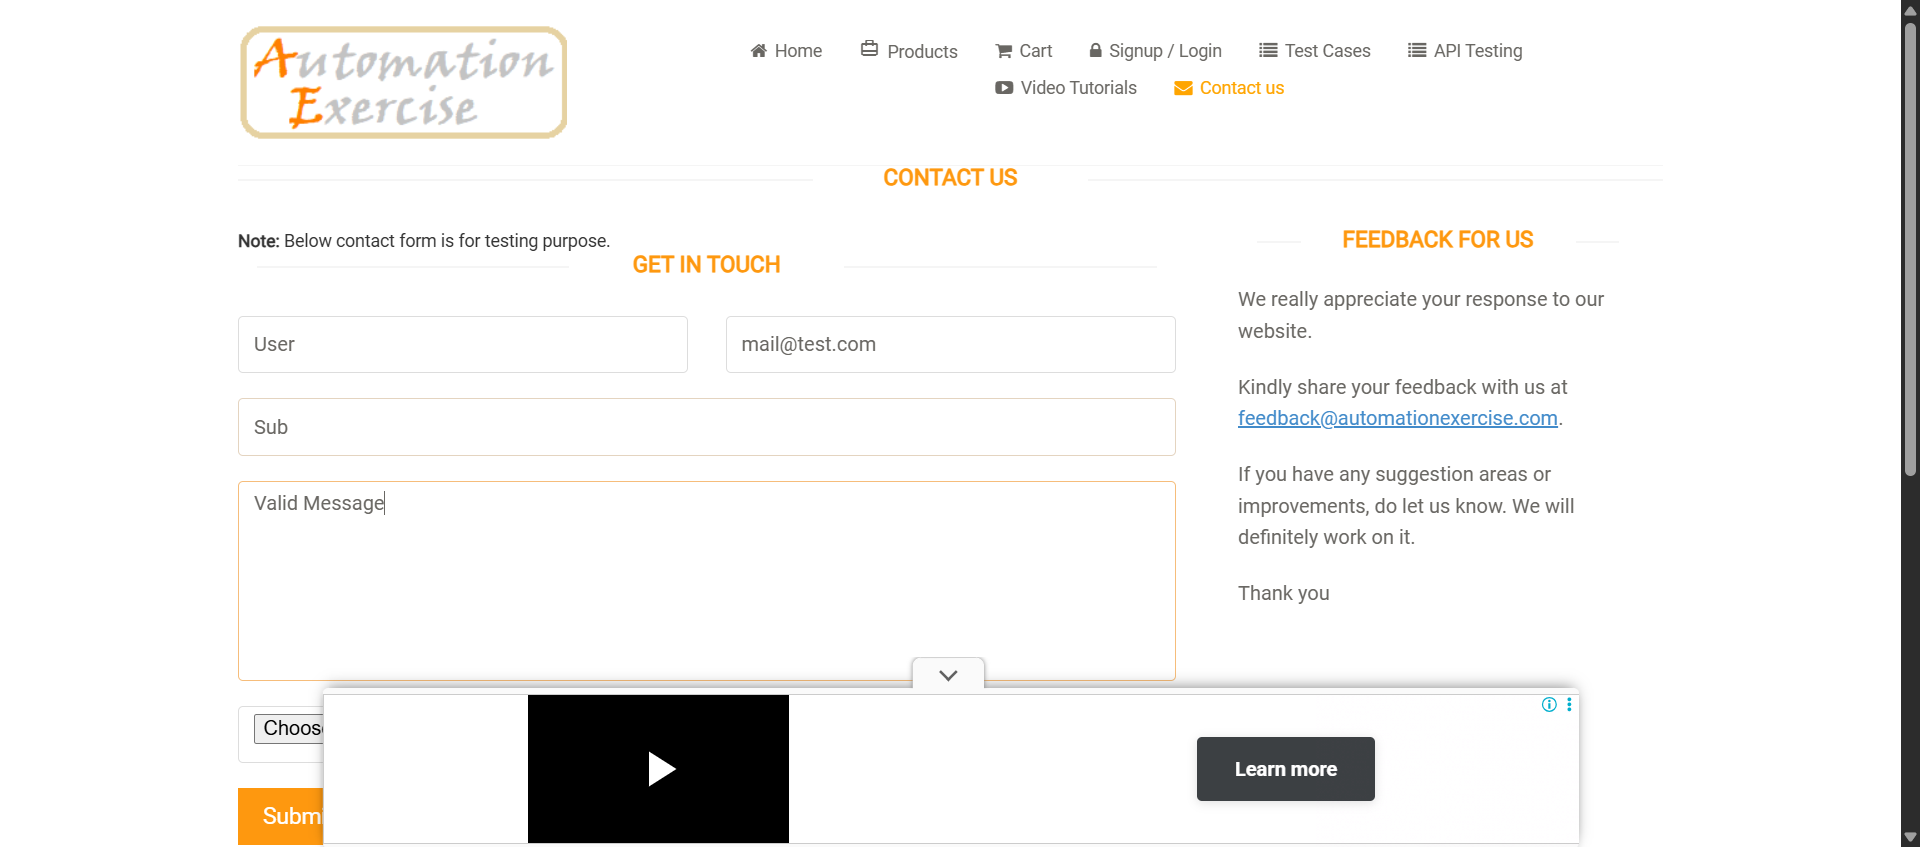 Automation
Exercise
Home
Products
Cart
Signup / Login
Test Cases
API Testing
Video Tutorials
Contact us
CONTACT US
Note: Below contact form is for testing purpose.
GET IN TOUCH
User
mail@test.com
Sub
Valid Message
Choos
Subm
FEEDBACK FOR US
We really appreciate your response to our
website.
Kindly share your feedback with us at
feedback@automationexercise.com.
If you have any suggestion areas or
improvements, do let us know. We will
definitely work on it.
Thank you
Learn more